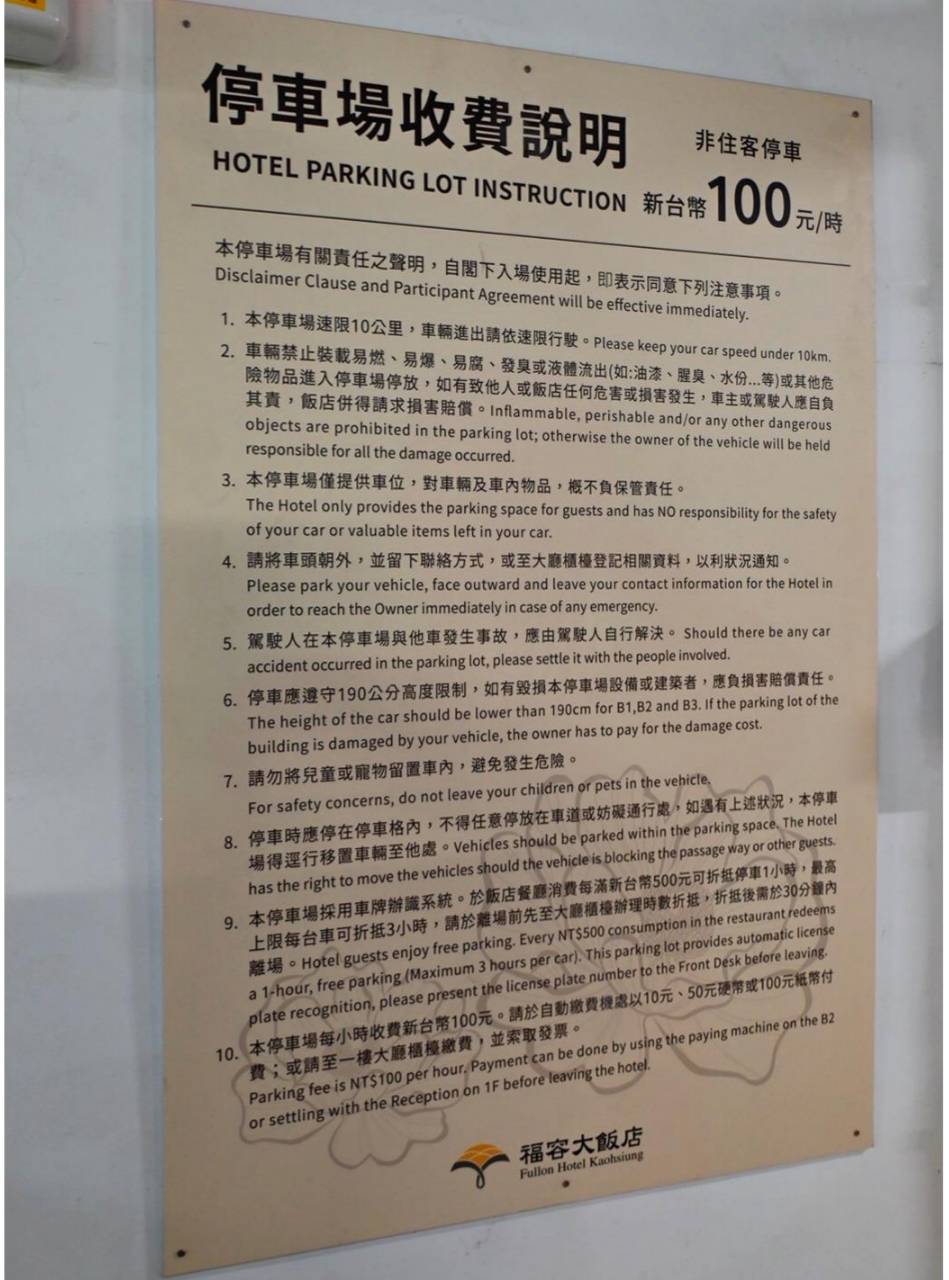 停車場收費說明
非住客停車
HOTEL PARKING LOT INSTRUCTION 新台幣100元/時
本停車場有關責任之聲明，自閣下入場使用起，即表示同意下列注意事項。
Disclaimer Clause and Participant Agreement will be effective immediately.
1. 本停車場速限10公里，車輛進出請依速限行駛。Please keep your car speed under 10km.
2. 車輛禁止裝載易燃、易爆、易腐、發臭或液體流出(如:油漆、腥臭、水份...等)或其他危
險物品進入停車場停放，如有致他人或飯店任何危害或損害發生，車主或駕駛人應自負
其責，飯店併得請求損害賠償。Inflammable, perishable and/or any other dangerous
objects are prohibited in the parking lot; otherwise the owner of the vehicle will be held
responsible for all the damage occurred.
3. 本停車場僅提供車位，對車輛及車內物品，概不負保管責任。
The Hotel only provides the parking space for guests and has NO responsibility for the safety
of your car or valuable items left in your car.
4. 請將車頭朝外，並留下聯絡方式，或至大廳櫃檯登記相關資料，以利狀況通知。
Please park your vehicle, face outward and leave your contact information for the Hotel in
order to reach the Owner immediately in case of any emergency.
5. 駕駛人在本停車場與他車發生事故，應由駕駛人自行解決。 Should there be any car
accident occurred in the parking lot, please settle it with the people involved.
6. 停車應遵守190公分高度限制，如有毀損本停車場設備或建築者，應負損害賠償責任。
The height of the car should be lower than 190cm for B1,B2 and B3. If the parking lot of the
building is damaged by your vehicle, the owner has to pay for the damage cost.
7. 請勿將兒童或寵物留置車內，避免發生危險。
For safety concerns, do not leave your children or pets in the vehicle.
8. 停車時應停在停車格內，不得任意停放在車道或妨礙通行處，如遇有上述狀況，本停車
場得逕行移置車輛至他處。Vehicles should be parked within the parking space. The Hotel
has the right to move the vehicles should the vehicle is blocking the passage way or other guests.
9. 本停車場採用車牌辦識系統。於飯店餐廳消費每滿新台幣500元可折抵停車1小時，最高
上限每台車可折抵3小時，請於離場前先至大廳櫃檯辦理時數折抵，折抵後需於30分鐘內
離場。Hotel guests enjoy free parking. Every NT$500 consumption in the restaurant redeems
a 1-hour, free parking (Maximum 3 hours per car). This parking lot provides automatic license
plate recognition, please present the license plate number to the Front Desk before leaving.
10. 本停車場每小時收費新台幣100元。請於自動繳費機處以10元、50元硬幣或100元紙幣付
費；或請至一樓大廳櫃檯繳費，並索取發票。
Parking fee is NT$100 per hour. Payment can be done by using the paying machine on the B2
or settling with the Reception on 1F before leaving the hotel.
福容大飯店
Fullon Hotel Kaohsiung